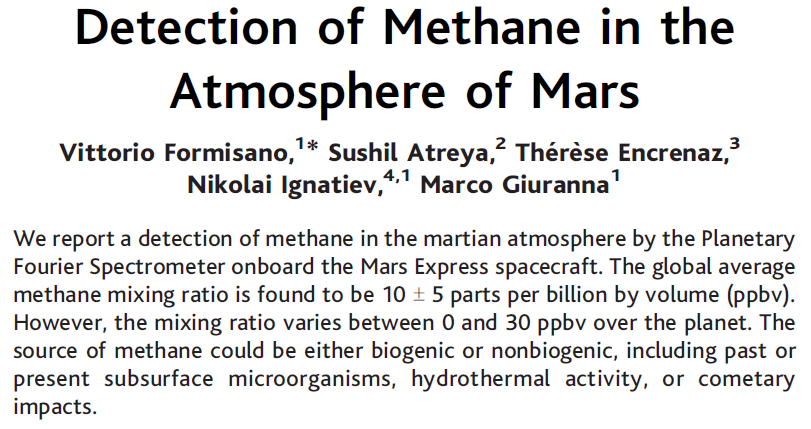 Detection of Methane in the
Atmosphere of Mars
Vittorio Formisano,1* Sushil Atreya,2 Thérèse Encrenaz,3
Nikolai Ignatiev,4,1 Marco Giuranna1
We report a detection of methane in the martian atmosphere by the Planetary
Fourier Spectrometer onboard the Mars Express spacecraft. The global average
methane mixing ratio is found to be 10 ± 5 parts per billion by volume (ppbv).
However, the mixing ratio varies between 0 and 30 ppbv over the planet. The
source of methane could be either biogenic or nonbiogenic, including past or
present subsurface microorganisms, hydrothermal activity, or cometary
impacts.